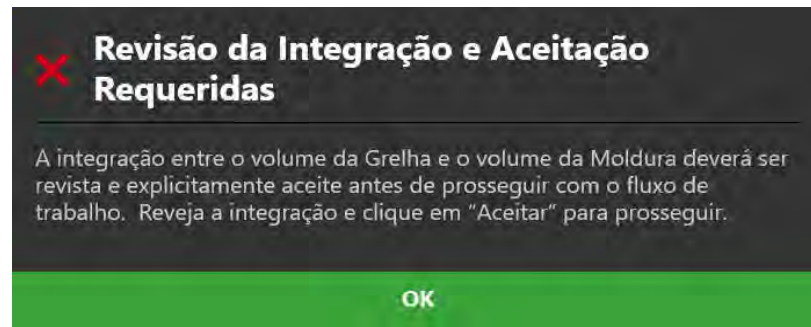 Revisão da Integração e Aceitação
Requeridas
A integração entre o volume da Grelha e o volume da Moldura deverá ser
revista e explicitamente aceite antes de prosseguir com o fluxo de
trabalho.  Reveja a integração e clique em “Aceitar” para prosseguir.
OK